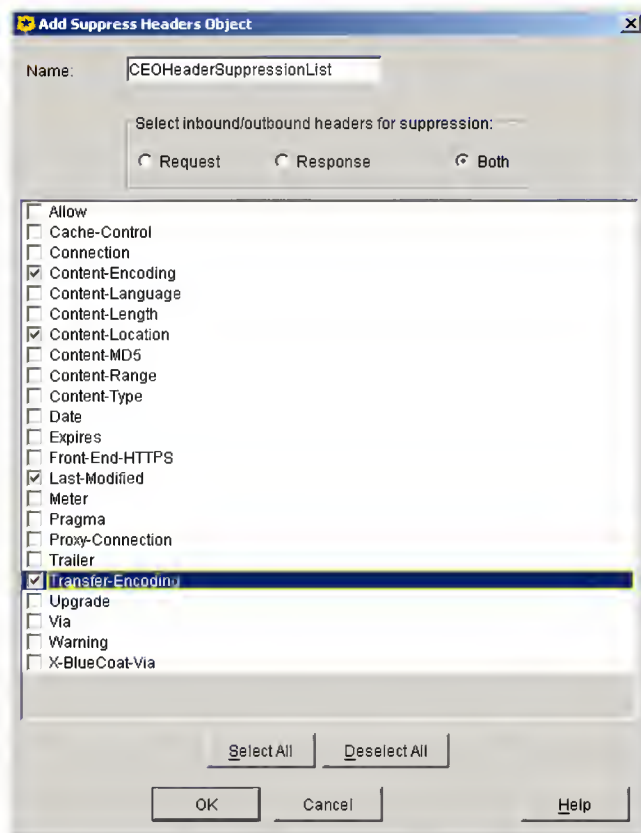 Add Suppress Headers Object
Name: CEOHeaderSuppressionList
Select inbound/outbound headers for suppression:
Request Response Both
Allow
Cache-Control
Connection
Content-Encoding
Content-Language
Content-Length
Content-Location
Content-MD5
Content-Range
Content-Type
Date
Expires
Front-End-HTTPS
Last-Modified
Meter
Pragma
Proxy-Connection
Trailer
Transfer-Encoding
Upgrade
Via
Warning
X-BlueCoat-Via
Select All Deselect All
OK Cancel Help